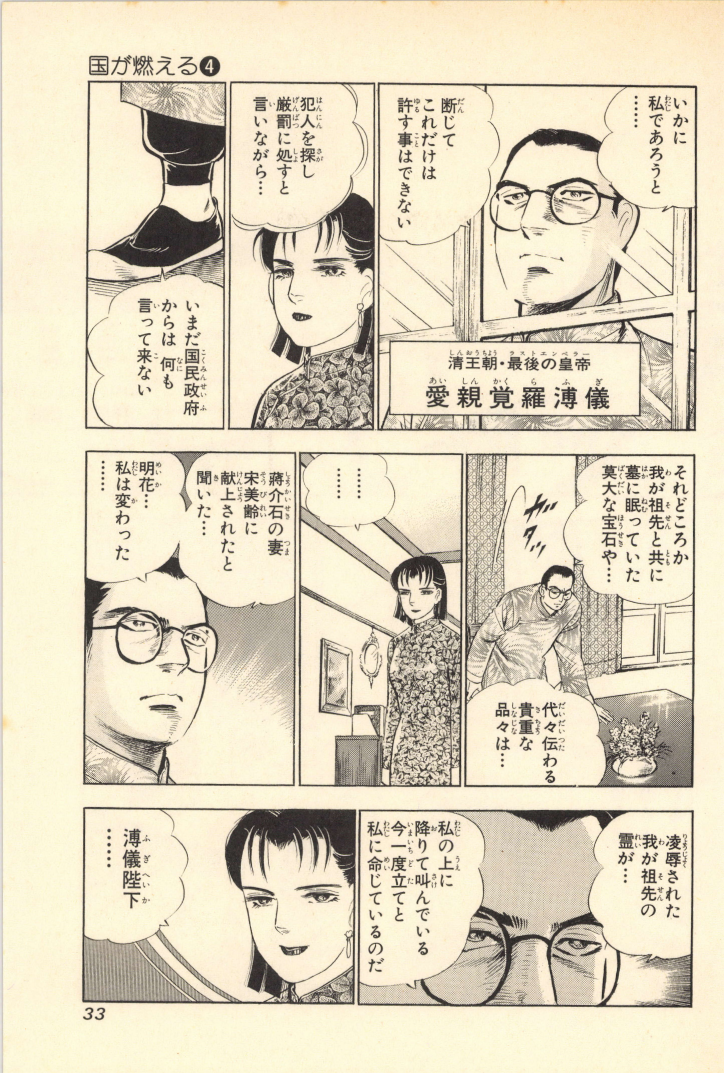 国が燃える❹
いかに
私であろうと
……
断じて
これだけは
許す事はできない
清王朝・最後の皇帝
愛親覚羅溥儀
犯人を探し
厳罰に処すと
言いながら…
いまだ国民政府
からは 何も
言って来ない
それどころか
我が祖先と共に
墓に眠っていた
莫大な宝石や…
ヤッ
タッ
代々伝わる
貴重な
品々は…
……
……
蔣介石の妻
宋美齢に
献上されたと
聞いた…
明花…
私は変わった
……
凌辱された
我が祖先の
霊が…
私の上に
降りて叫んでいる
今一度立てと
私に命じているのだ
溥儀陛下
……
33